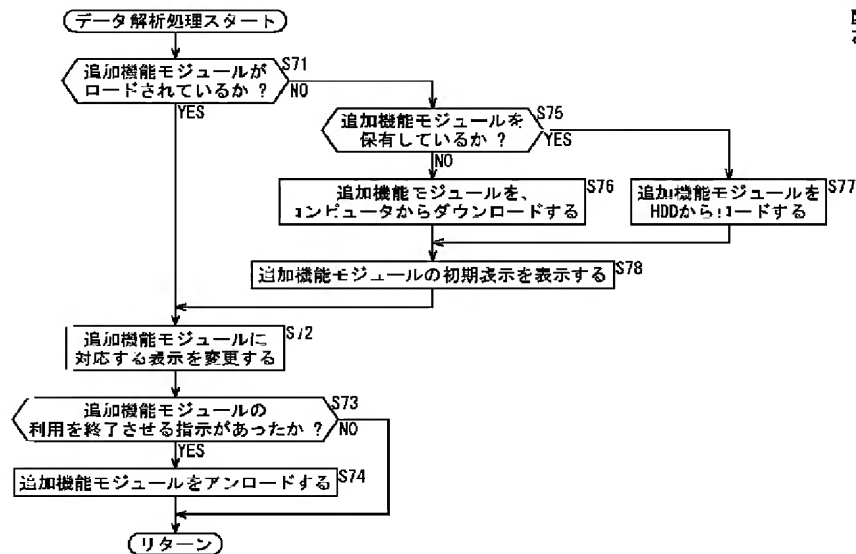 データ解析処理スタート
追加機能モジュールが
ロードされているか ?
S71
NO
YES
追加機能モジュールを
保有しているか ?
S75
YES
NO
追加機能モジュールを、
コンピュータからダウンロードする
S76
追加機能モジュールを
HDDからロードする
S77
追加機能モジュールの初期表示を表示する
S78
追加機能モジュールに
対応する表示を変更する
S72
追加機能モジュールの
利用を終了させる指示があったか ?
S73
NO
YES
追加機能モジュールをアンロードする
S74
リターン